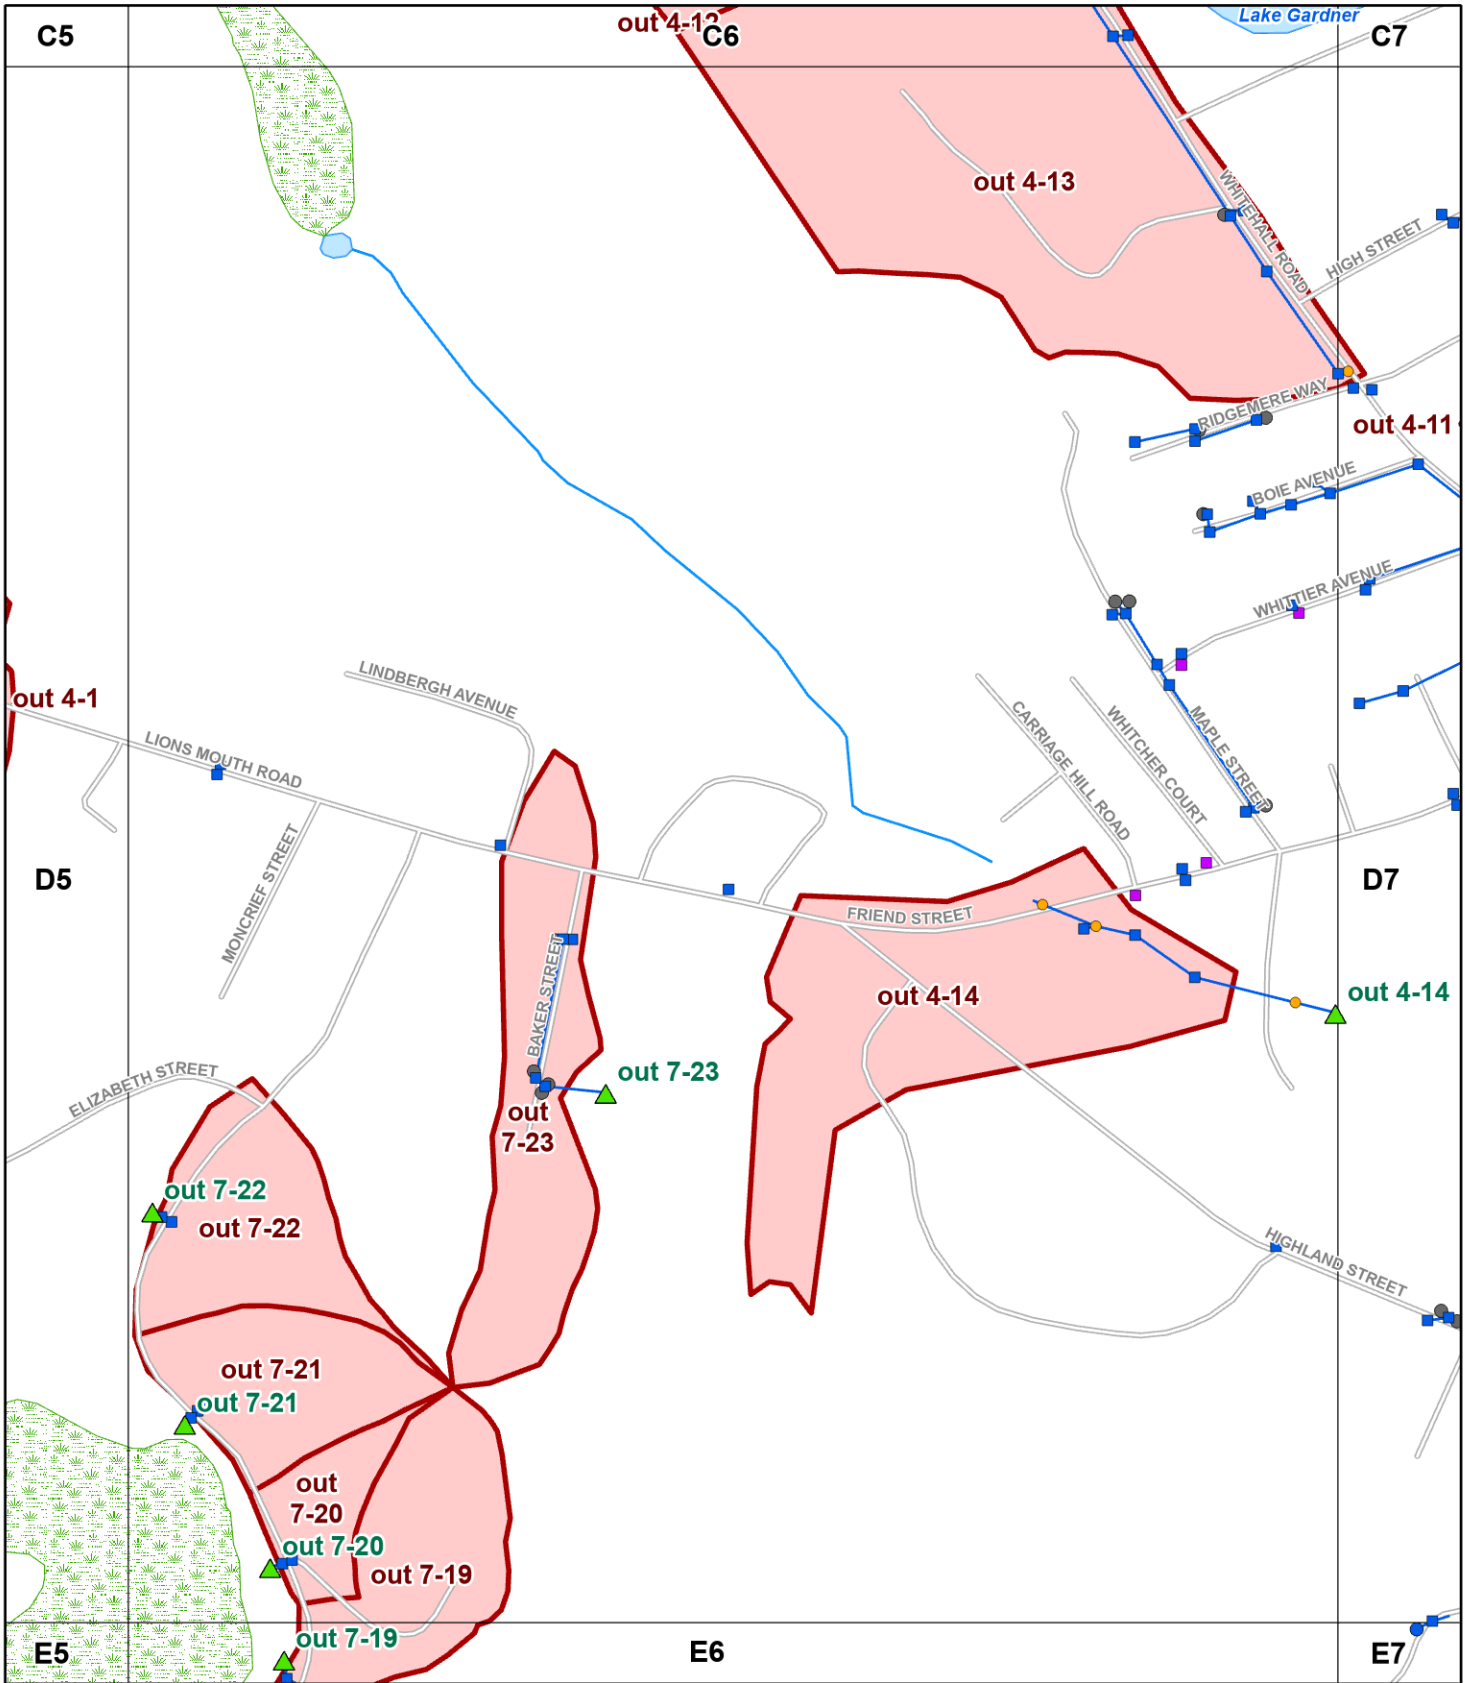 Lake Gardner
out 4-12
C5
C6
C7
out 4-13
WHITEHALL ROAD
HIGH STREET
RIDGEMERE WAY
out 4-11
BOIE AVENUE
WHITTIER AVENUE
LINDBERGH AVENUE
out 4-1
LIONS MOUTH ROAD
CARRIAGE HILL ROAD
WHITCHER COURT
MAPLE STREET
MONCRIEF STREET
D5
D7
FRIEND STREET
BAKER STREET
out 4-14
out 4-14
ELIZABETH STREET
out 7-23
out
7-23
out 7-22
out 7-22
HIGHLAND STREET
out 7-21
out 7-21
out
7-20
out 7-20
out 7-19
out 7-19
E5
E6
E7